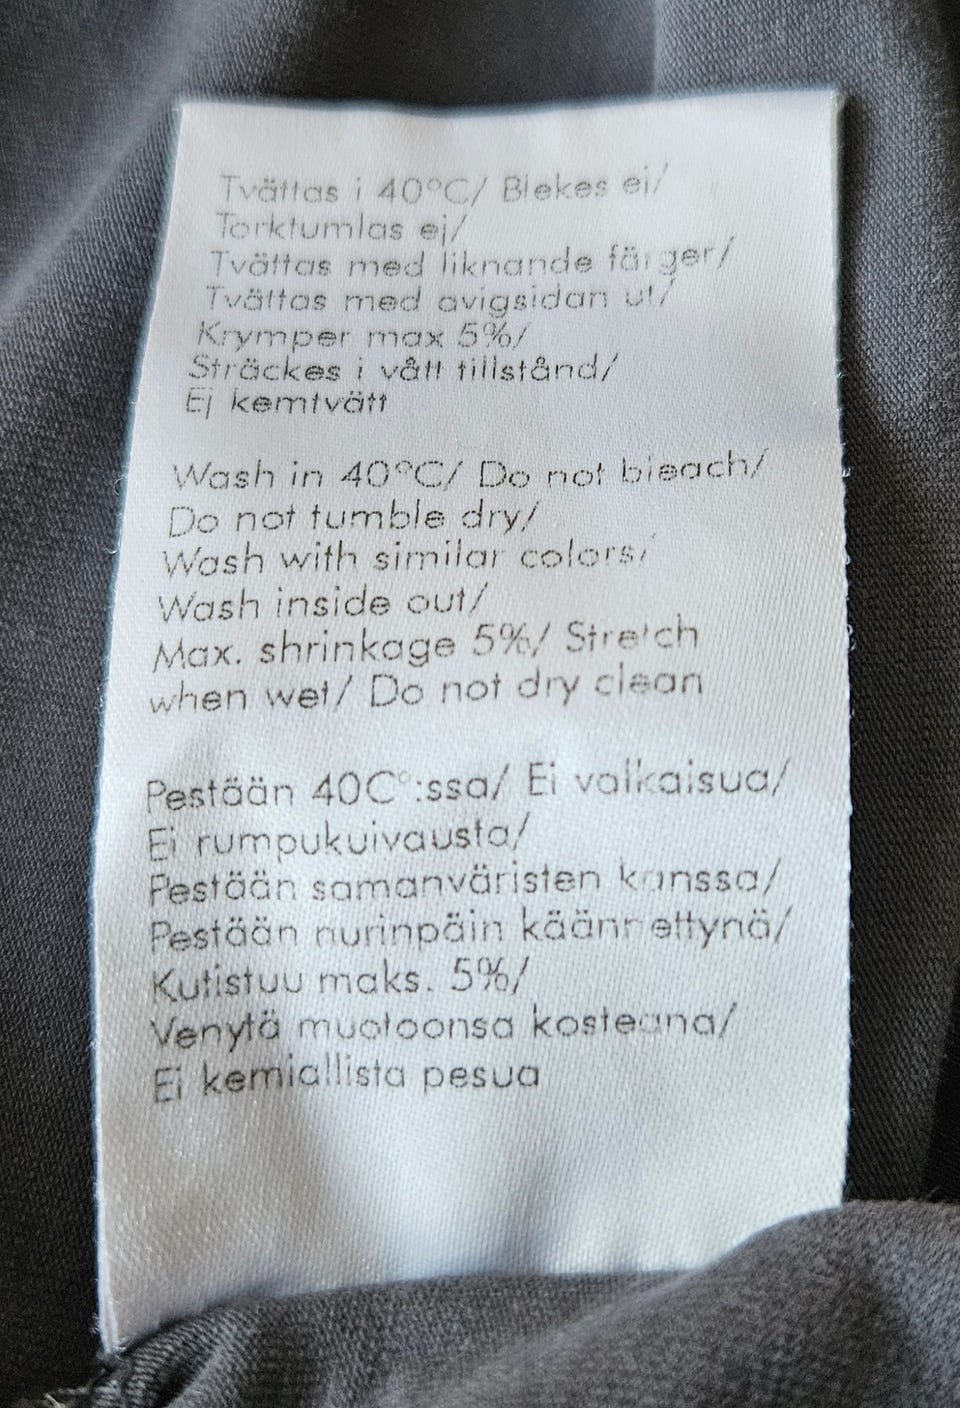 Tvättas i 40°C/ Blekes ei/
Torktumlas ej/
Tvättas med liknande färger/
Tvättas med avigsidan ut/
Krymper max 5%/
Sträckes i vått tillstånd/
Ej kemtvätt
Wash in 40°C/ Do not bleach/
Do not tumble dry/
Wash with similar colors/
Wash inside out/
Max. shrinkage 5%/ Stretch
when wet/ Do not dry clean
Pestään 40C°:ssa/ Ei valkaisua/
Ei rumpukuivausta/
Pestään samanväristen kanssa/
Pestään nurinpäin käännettynä/
Kutistuu maks. 5%/
Venytä muotoonsa kosteana/
Ei kemiallista pesua